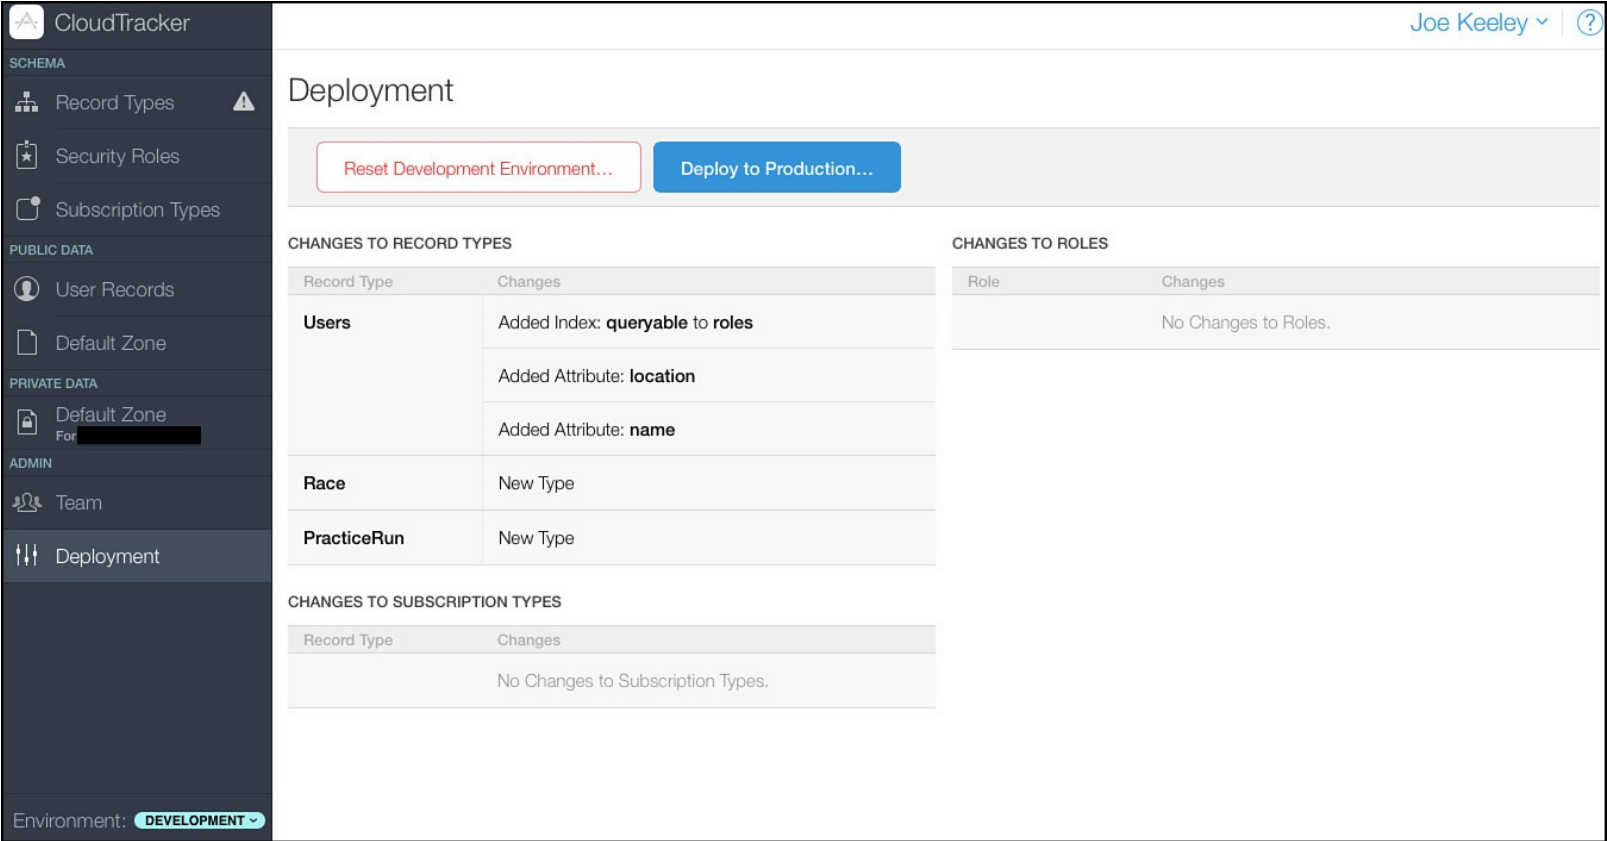 CloudTracker
Joe Keeley
?
SCHEMA
Record Types
Security Roles
Subscription Types
PUBLIC DATA
User Records
Default Zone
PRIVATE DATA
Default Zone
For
ADMIN
Team
Deployment
Environment: DEVELOPMENT
Deployment
Reset Development Environment...
Deploy to Production...
CHANGES TO RECORD TYPES
Record Type Changes
Users Added Index: queryable to roles
Added Attribute: location
Added Attribute: name
Race New Type
PracticeRun New Type
CHANGES TO SUBSCRIPTION TYPES
Record Type Changes
No Changes to Subscription Types.
CHANGES TO ROLES
Role Changes
No Changes to Roles.